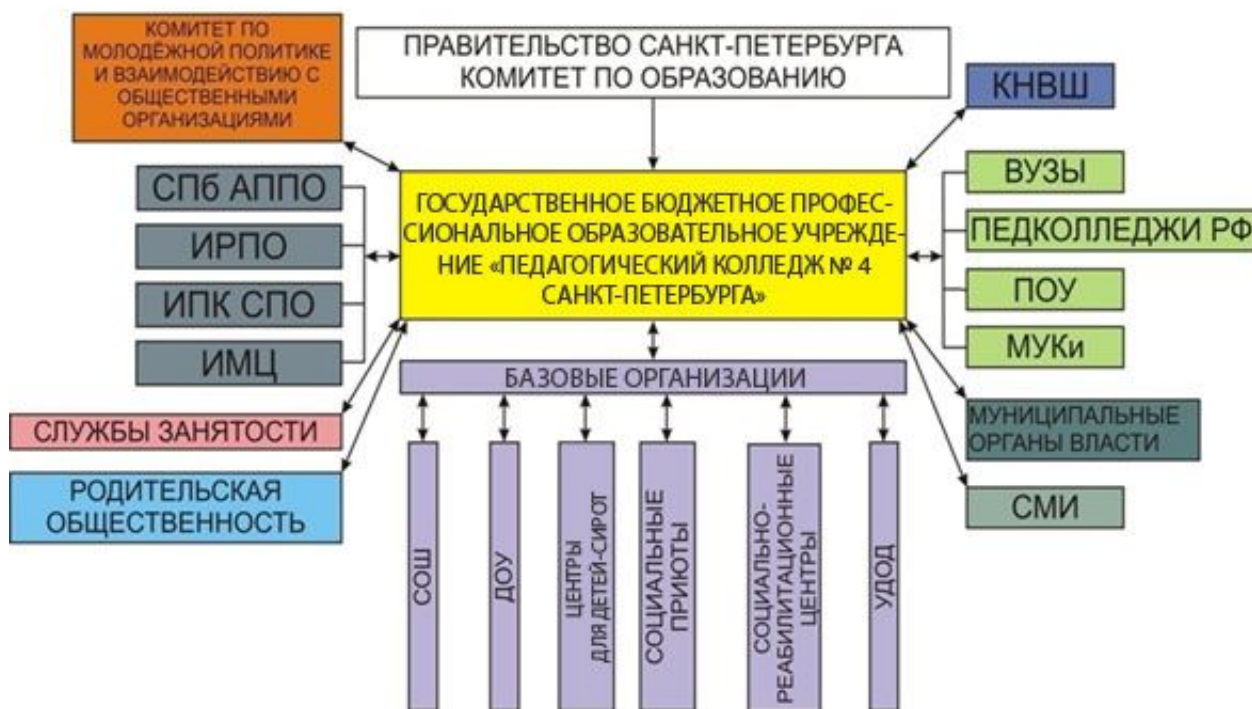 КОМИТЕТ ПО
МОЛОДЁЖНОЙ ПОЛИТИКЕ
И ВЗАИМОДЕЙСТВИЮ С
ОБЩЕСТВЕННЫМИ
ОРГАНИЗАЦИЯМИ
ПРАВИТЕЛЬСТВО САНКТ-ПЕТЕРБУРГА
КОМИТЕТ ПО ОБРАЗОВАНИЮ
КНВШ
СПб АППО
ИРПО
ИПК СПО
ИМЦ
ГОСУДАРСТВЕННОЕ БЮДЖЕТНОЕ ПРОФЕС-
СИОНАЛЬНОЕ ОБРАЗОВАТЕЛЬНОЕ УЧРЕЖДЕ-
НИЕ «ПЕДАГОГИЧЕСКИЙ КОЛЛЕДЖ № 4
САНКТ-ПЕТЕРБУРГА»
ВУЗЫ
ПЕДКОЛЛЕДЖИ РФ
ПОУ
МУКи
БАЗОВЫЕ ОРГАНИЗАЦИИ
СЛУЖБЫ ЗАНЯТОСТИ
РОДИТЕЛЬСКАЯ
ОБЩЕСТВЕННОСТЬ
МУНИЦИПАЛЬНЫЕ
ОРГАНЫ ВЛАСТИ
СМИ
СОШ
ДОУ
ЦЕНТРЫ
ДЛЯ ДЕТЕЙ-СИРОТ
СОЦИАЛЬНЫЕ
ПРИЮТЫ
СОЦИАЛЬНО-
РЕАБИЛИТАЦИОННЫЕ
ЦЕНТРЫ
УДОД